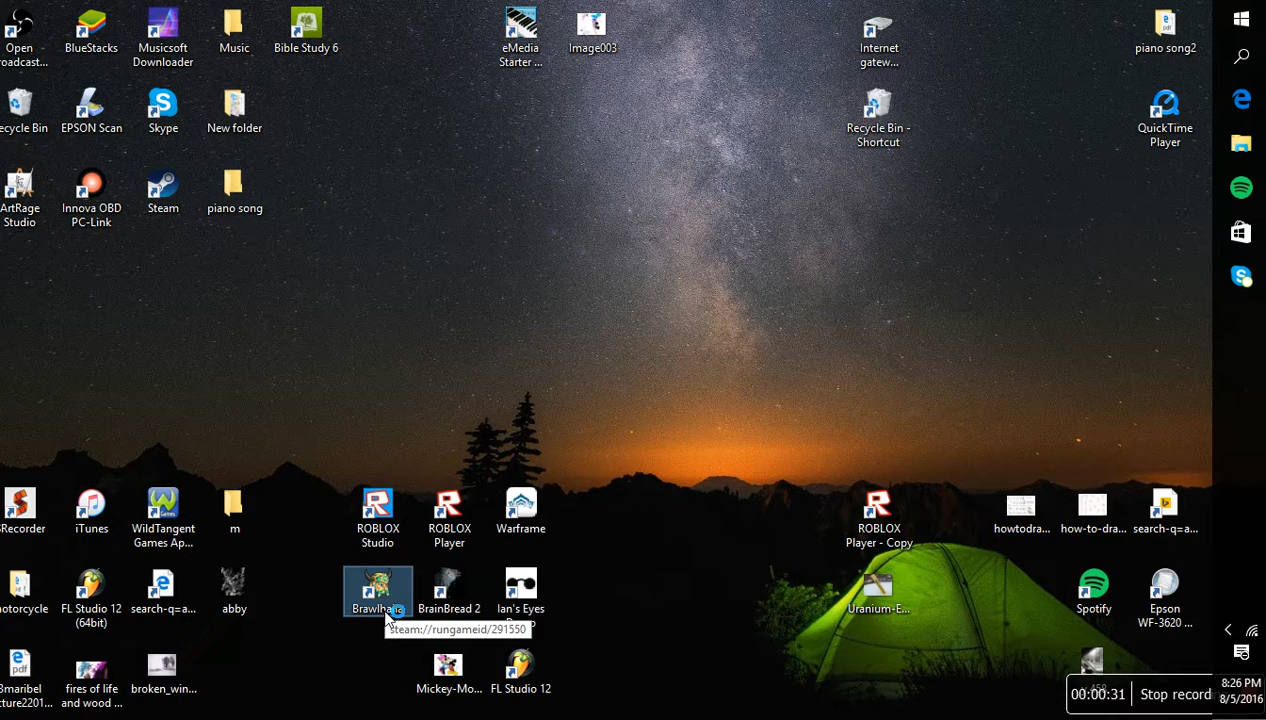 Open
roadcast...
BlueStacks
Musicsoft
Downloader
Music
Bible Study 6
eMedia
Starter ...
Image003
Internet
gatew...
piano song2
ecycle Bin
EPSON Scan
Skype
New folder
Recycle Bin -
Shortcut
QuickTime
Player
ArtRage
Studio
Innova OBD
PC-Link
Steam
piano song
Recorder
iTunes
WildTangent
Games Ap...
m
ROBLOX
Studio
ROBLOX
Player
Warframe
ROBLOX
Player - Copy
howtodra...
how-to-dra...
search-q=a...
otorcycle
FL Studio 12
(64bit)
search-q=a...
abby
BrainBread 2
Ian's Eyes
Uranium-E...
Spotify
Epson
WF-3620 ...
steam://rungameid/291550
maribel
cture2201...
fires of life
and wood ...
broken_win...
Mickey-Mo...
FL Studio 12
00:00:31
Stop recordi
8:26 PM
8/5/2016